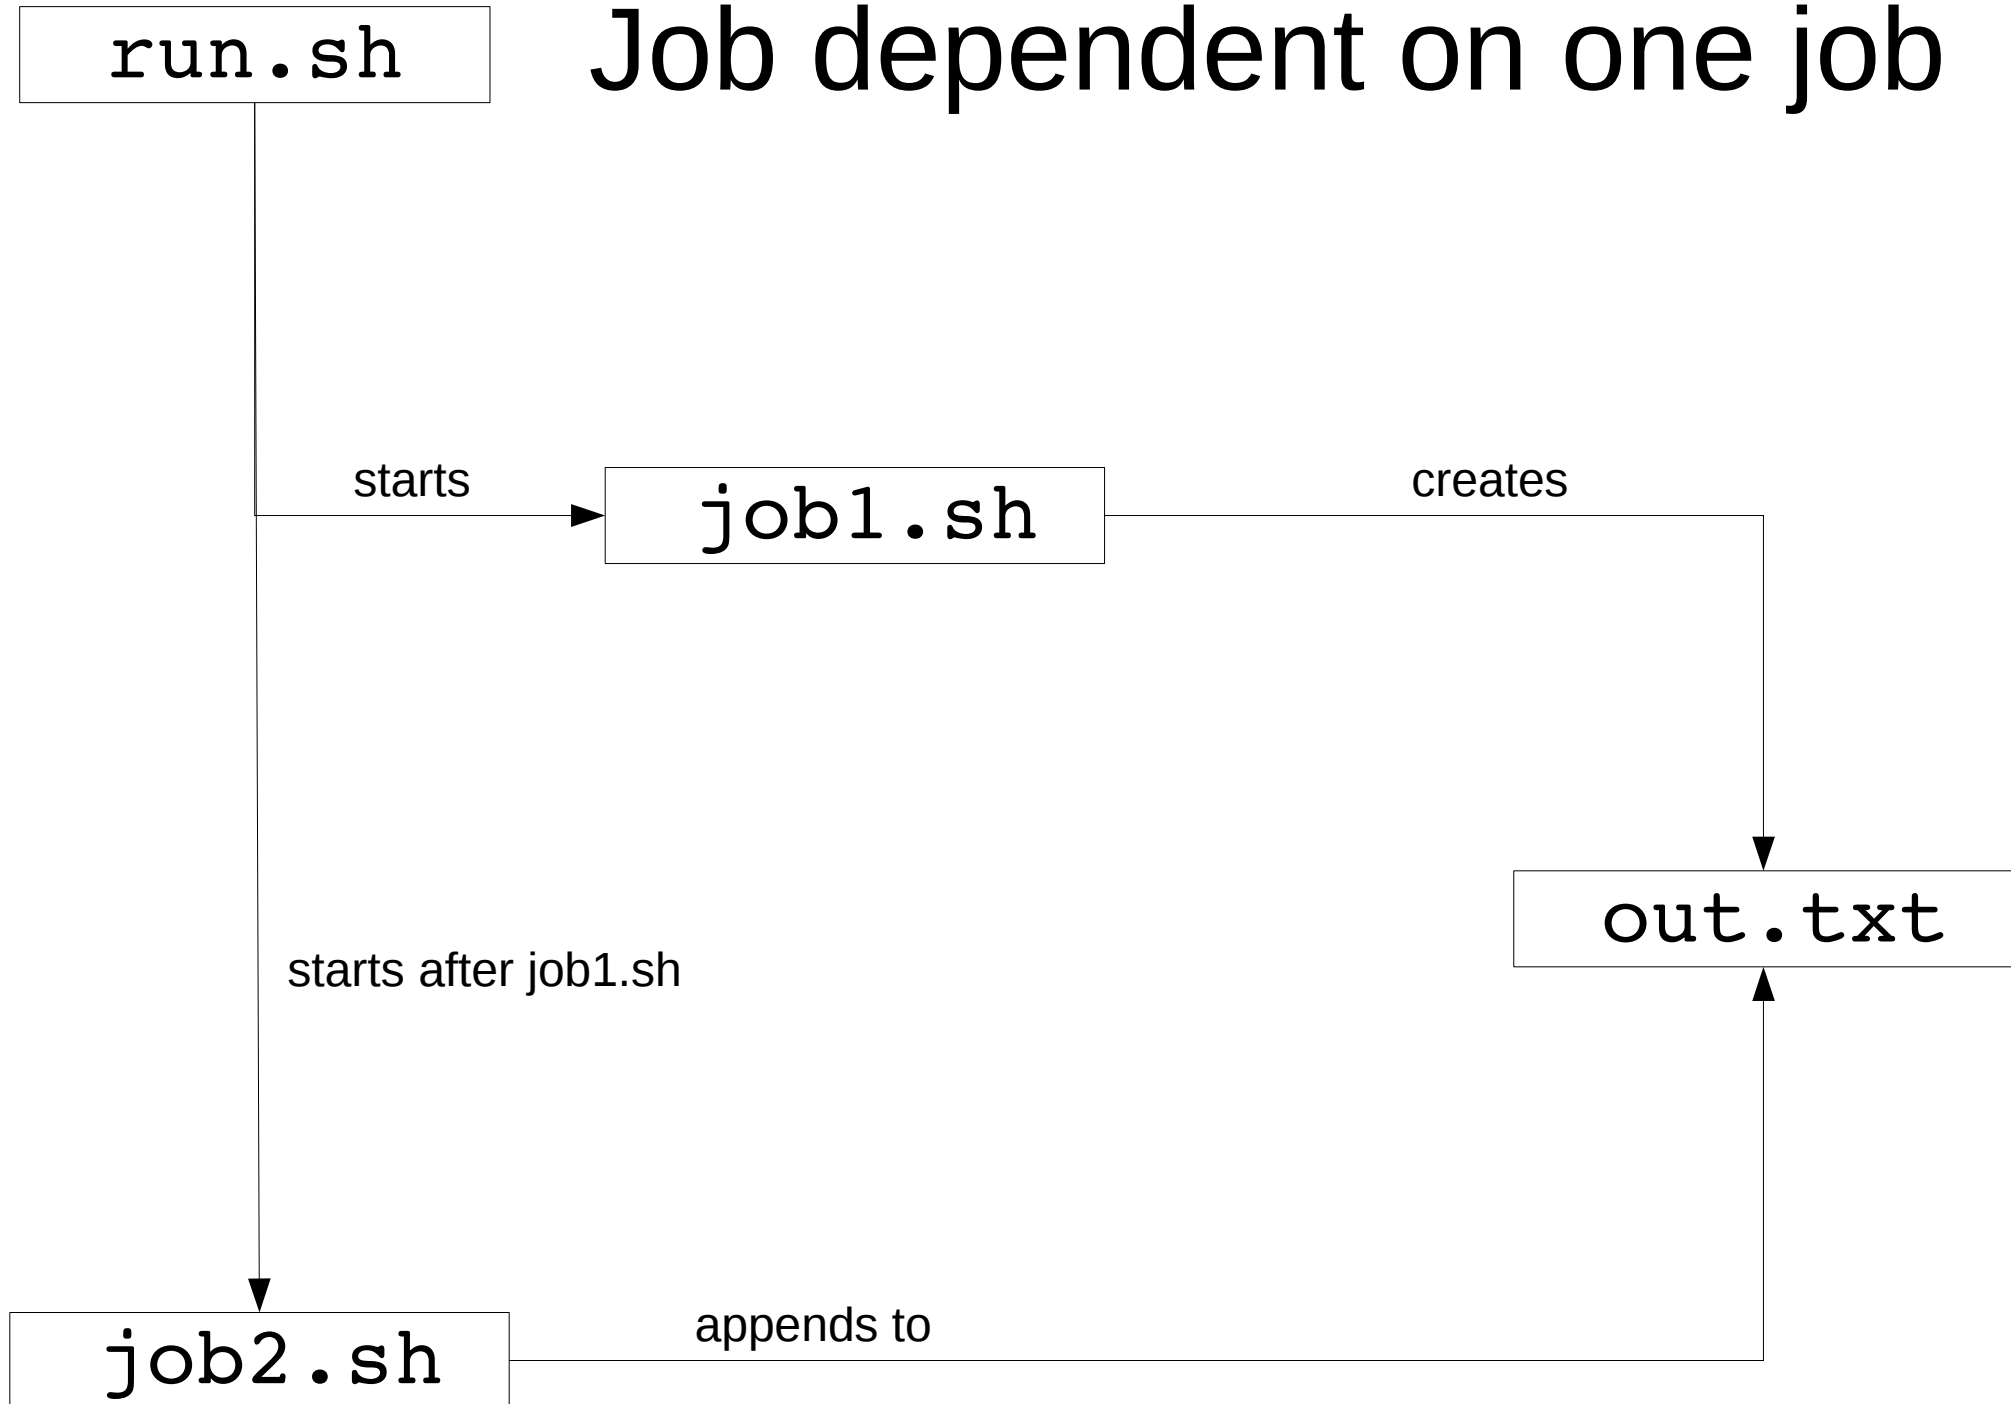 run.sh
Job dependent on one job
starts
job1.sh
creates
out.txt
starts after job1.sh
job2.sh
appends to